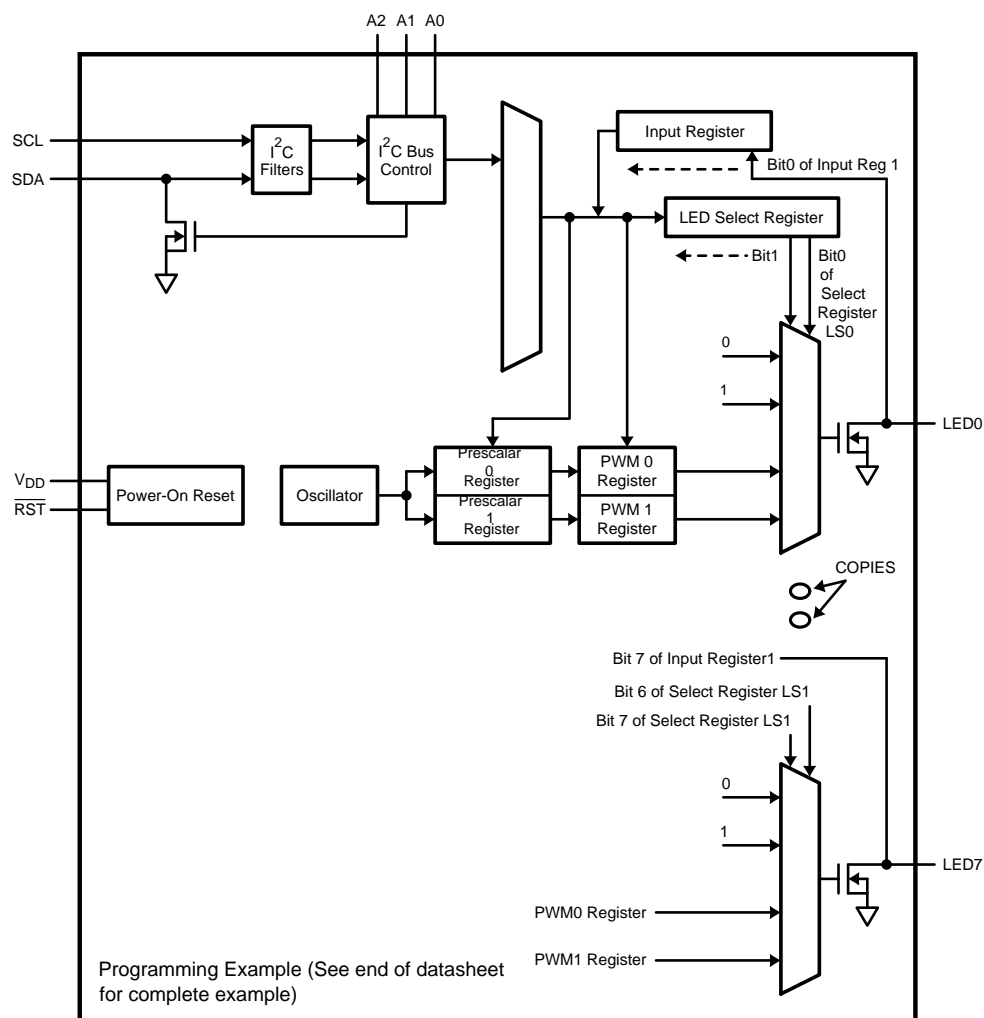 A2 A1 A0
SCL
SDA
I2C
Filters
I2C Bus
Control
Input Register
Bit0 of Input Reg 1
LED Select Register
Bit1
Bit0
of
Select
Register
LS0
0
1
LED0
VDD
RST
Power-On Reset
Oscillator
Prescalar
0
Register
Prescalar
1
Register
PWM 0
Register
PWM 1
Register
COPIES
Bit 7 of Input Register1
Bit 6 of Select Register LS1
Bit 7 of Select Register LS1
0
1
LED7
PWM0 Register
PWM1 Register
Programming Example (See end of datasheet
for complete example)